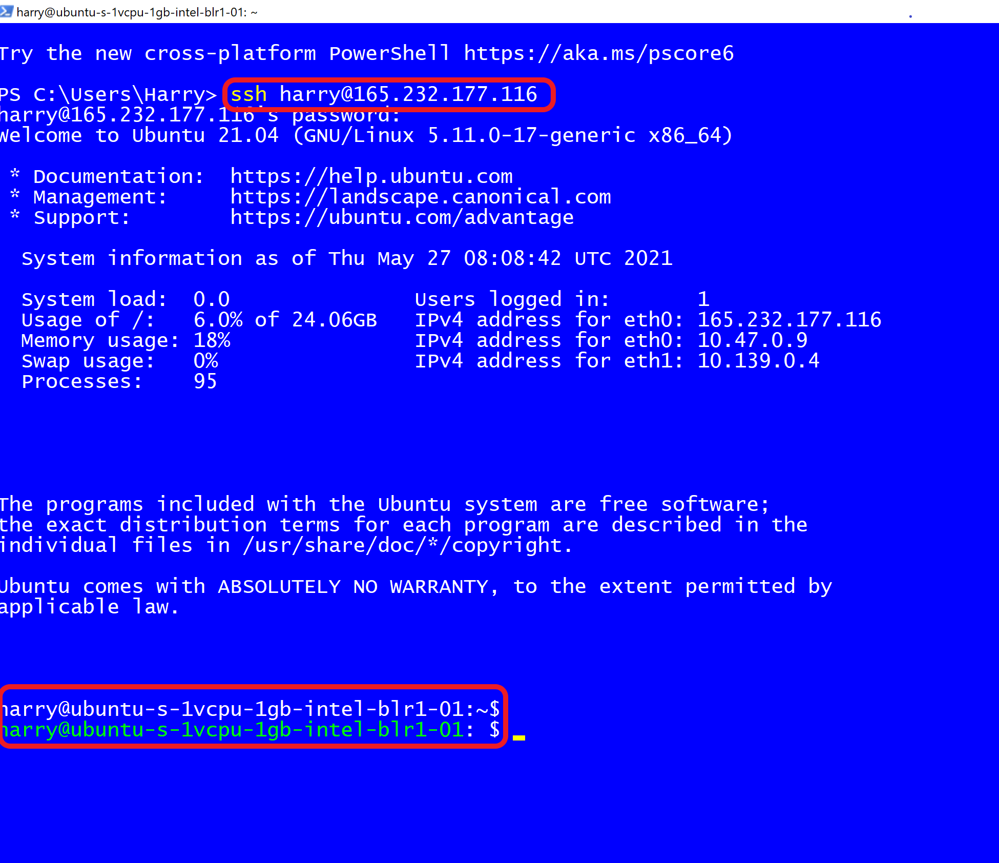 harry@ubuntu-s-1vcpu-1gb-intel-blr1-01: ~
Try the new cross-platform PowerShell https://aka.ms/pscore6
PS C:\Users\Harry> ssh harry@165.232.177.116
harry@165.232.177.116's password:
Welcome to Ubuntu 21.04 (GNU/Linux 5.11.0-17-generic x86_64)
* Documentation:  https://help.ubuntu.com
* Management:     https://landscape.canonical.com
* Support:        https://ubuntu.com/advantage
System information as of Thu May 27 08:08:42 UTC 2021
System load:  0.0               Users logged in:       1
Usage of /:   6.0% of 24.06GB   IPv4 address for eth0: 165.232.177.116
Memory usage: 18%               IPv4 address for eth0: 10.47.0.9
Swap usage:   0%                IPv4 address for eth1: 10.139.0.4
Processes:    95
The programs included with the Ubuntu system are free software;
the exact distribution terms for each program are described in the
individual files in /usr/share/doc/*/copyright.
Ubuntu comes with ABSOLUTELY NO WARRANTY, to the extent permitted by
applicable law.
harry@ubuntu-s-1vcpu-1gb-intel-blr1-01:~$
harry@ubuntu-s-1vcpu-1gb-intel-blr1-01: $